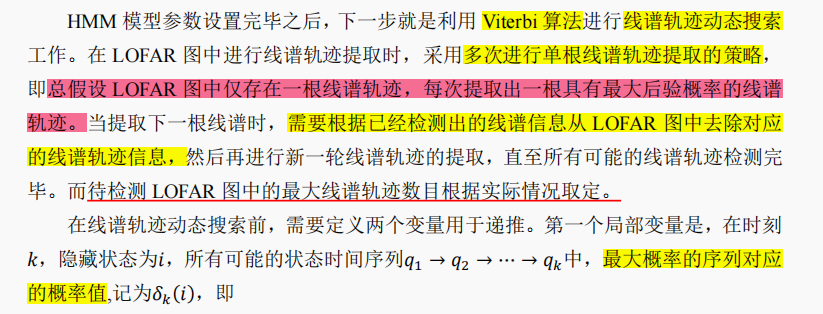 HMM 模型参数设置完毕之后，下一步就是利用 Viterbi 算法进行线谱轨迹动态搜索
工作。在 LOFAR 图中进行线谱轨迹提取时，采用多次进行单根线谱轨迹提取的策略，
即总假设 LOFAR 图中仅存在一根线谱轨迹，每次提取出一根具有最大后验概率的线谱
轨迹。当提取下一根线谱时，需要根据已经检测出的线谱信息从 LOFAR 图中去除对应
的线谱轨迹信息，然后再进行新一轮线谱轨迹的提取，直至所有可能的线谱轨迹检测完
毕。而待检测 LOFAR 图中的最大线谱轨迹数目根据实际情况取定。
在线谱轨迹动态搜索前，需要定义两个变量用于递推。第一个局部变量是，在时刻
k，隐藏状态为i，所有可能的状态时间序列q₁ → q₂ → ⋯ → qₖ中，最大概率的序列对应
的概率值,记为δₖ(i)，即